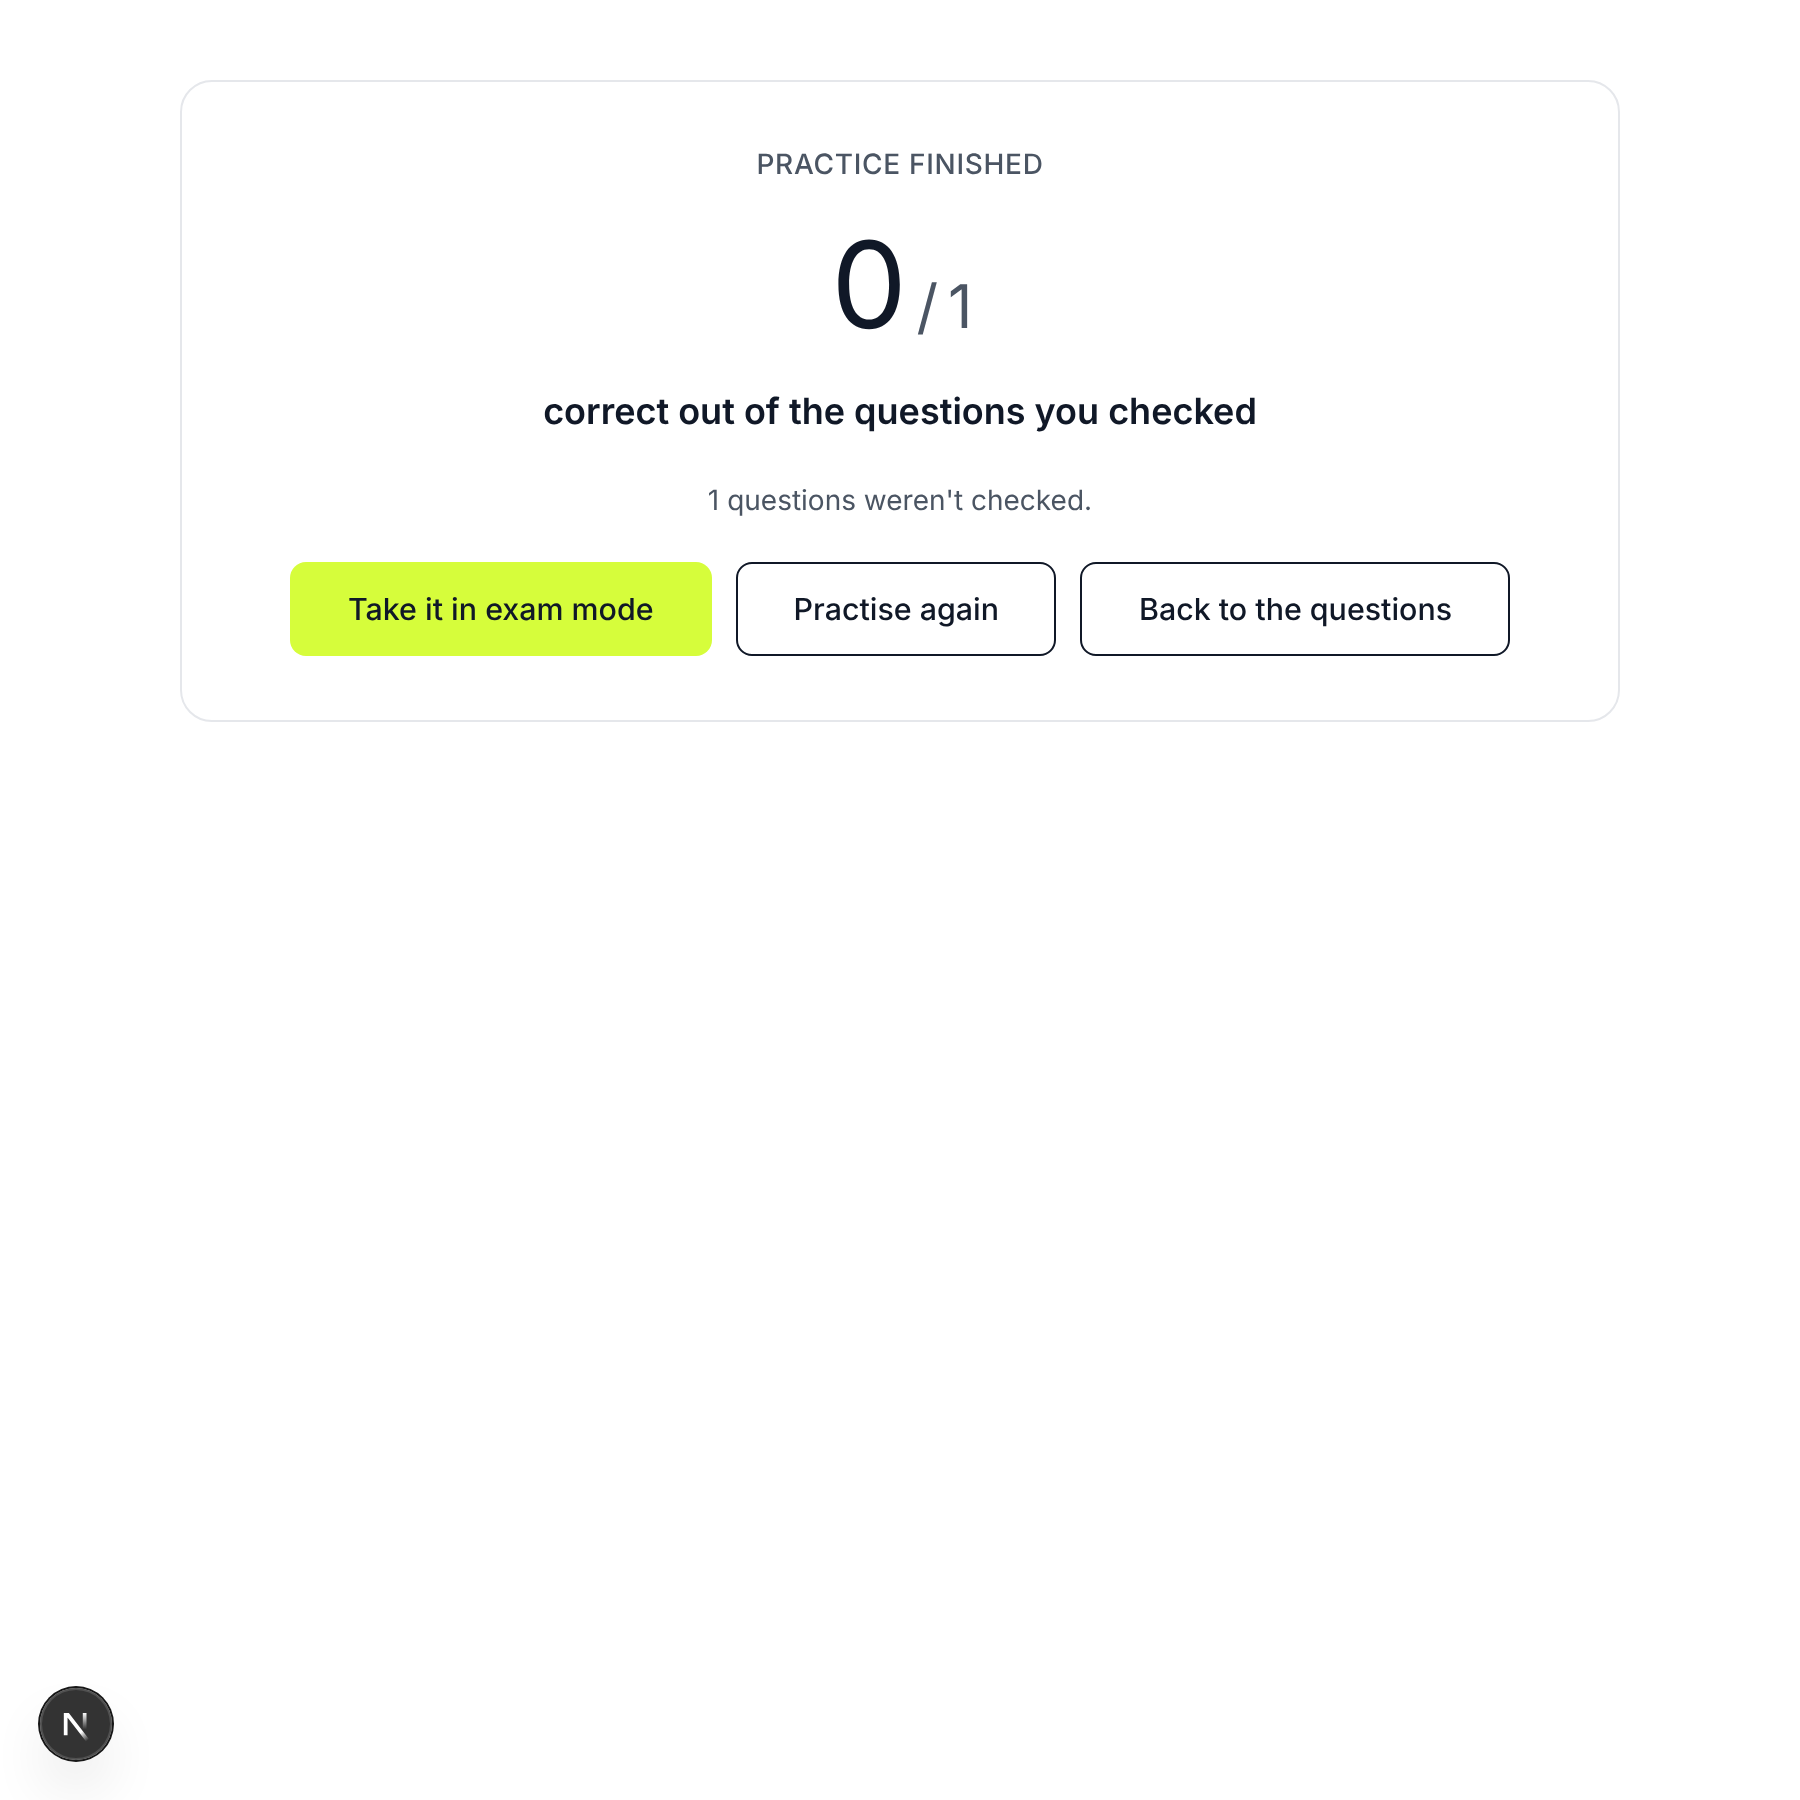 PRACTICE FINISHED
0 / 1
correct out of the questions you checked
1 questions weren't checked.
Take it in exam mode
Practise again
Back to the questions
N